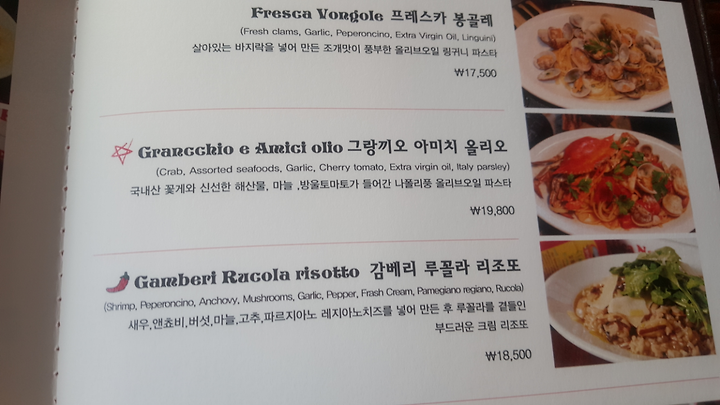 Fresca Vongole 프레스카 봉골레
(Fresh clams, Garlic, Peperoncino, Extra Virgin Oil, Linguini)
살아있는 바지락을 넣어 만든 조개맛이 풍부한 올리브오일 링귀니 파스타
₩17,500
Grancchio e Amici olio 그랑끼오 아미치 올리오
(Crab, Assorted seafoods, Garlic, Cherry tomato, Extra virgin oil, Italy parsley)
국내산 꽃게와 신선한 해산물, 마늘 ,방울토마토가 들어간 나폴리풍 올리브오일 파스타
₩19,800
Gamberi Rucola risotto 감베리 루꼴라 리조또
(Shrimp, Peperoncino, Anchovy, Mushrooms, Garlic, Pepper, Frash Cream, Pamegiano regiano, Rucola)
새우,앤쵸비,버섯,마늘,고추,파르지아노 레지아노치즈를 넣어 만든 후 루꼴라를 곁들인
부드러운 크림 리조또
₩18,500